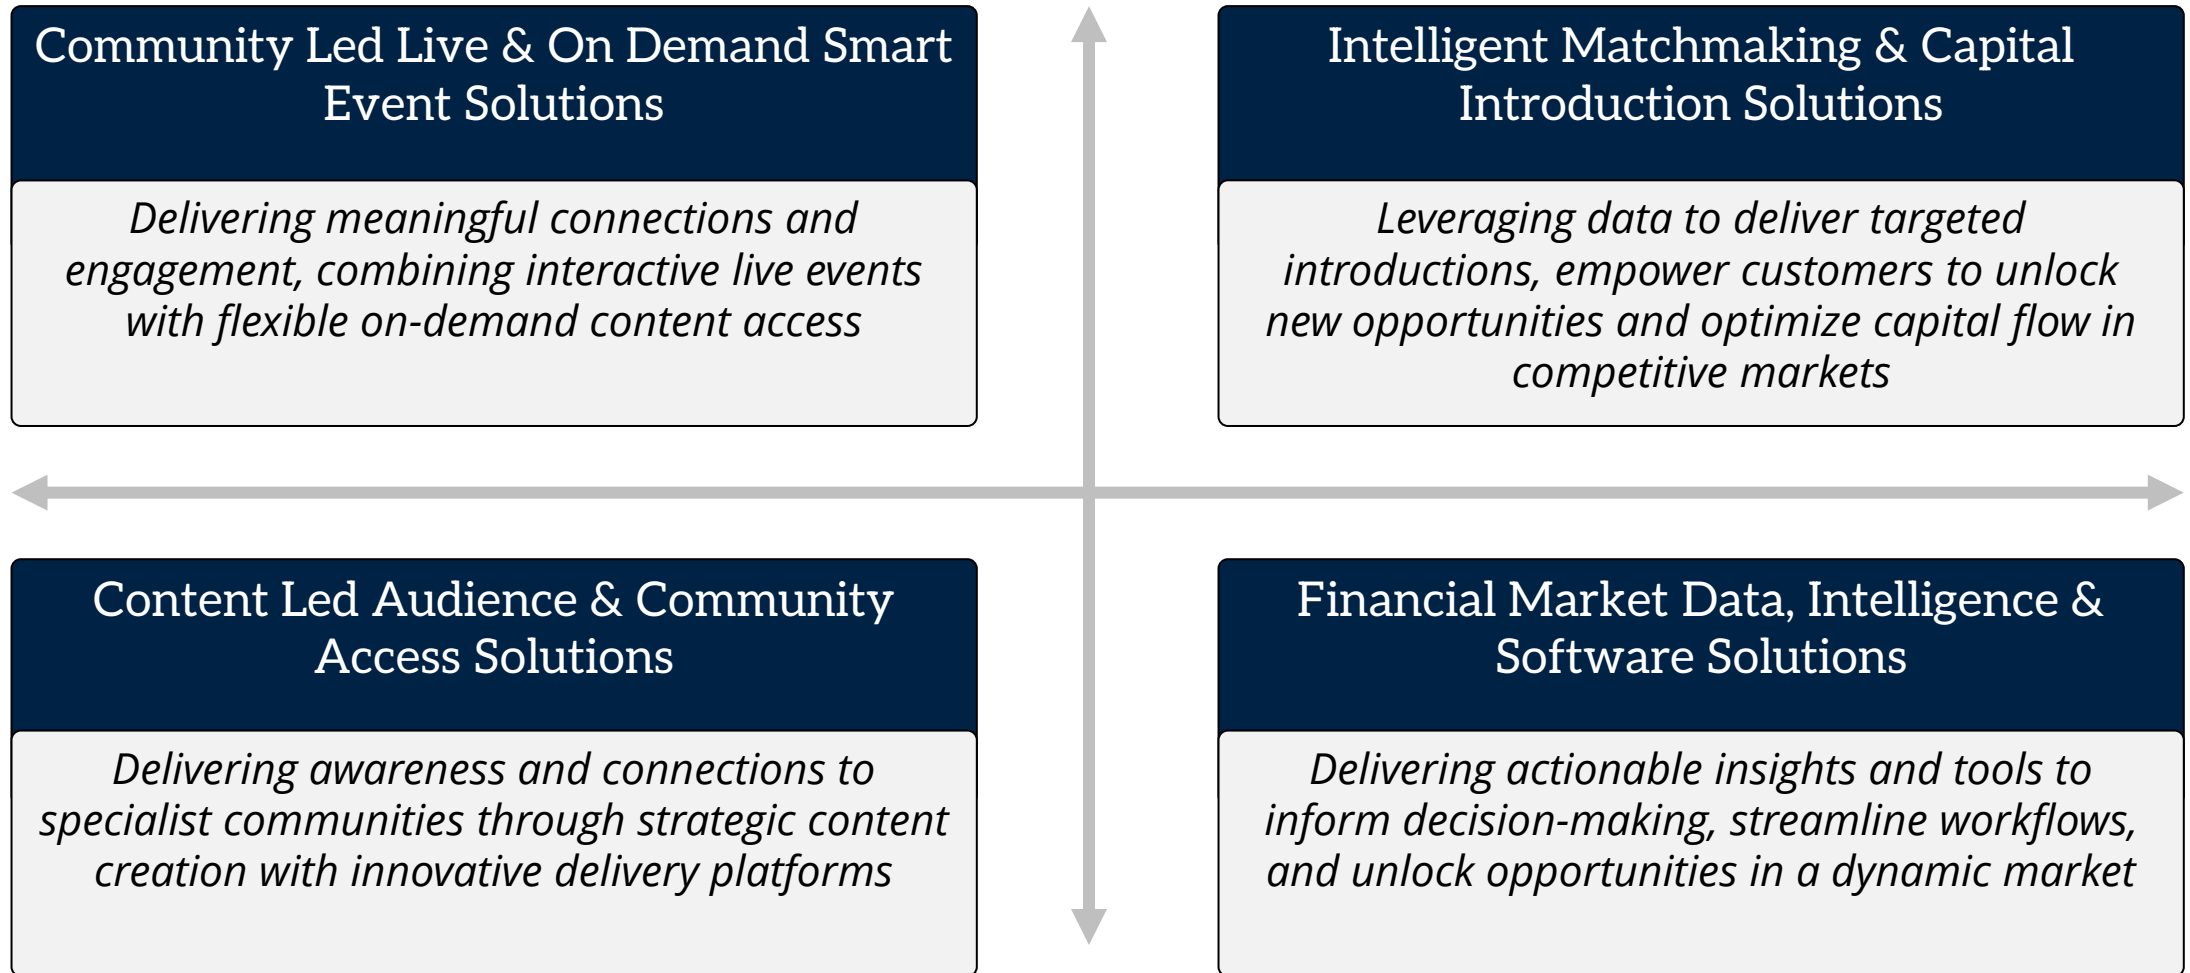 Community Led Live & On Demand Smart
Event Solutions
Delivering meaningful connections and
engagement, combining interactive live events
with flexible on-demand content access
Intelligent Matchmaking & Capital
Introduction Solutions
Leveraging data to deliver targeted
introductions, empower customers to unlock
new opportunities and optimize capital flow in
competitive markets
Content Led Audience & Community
Access Solutions
Delivering awareness and connections to
specialist communities through strategic content
creation with innovative delivery platforms
Financial Market Data, Intelligence &
Software Solutions
Delivering actionable insights and tools to
inform decision-making, streamline workflows,
and unlock opportunities in a dynamic market